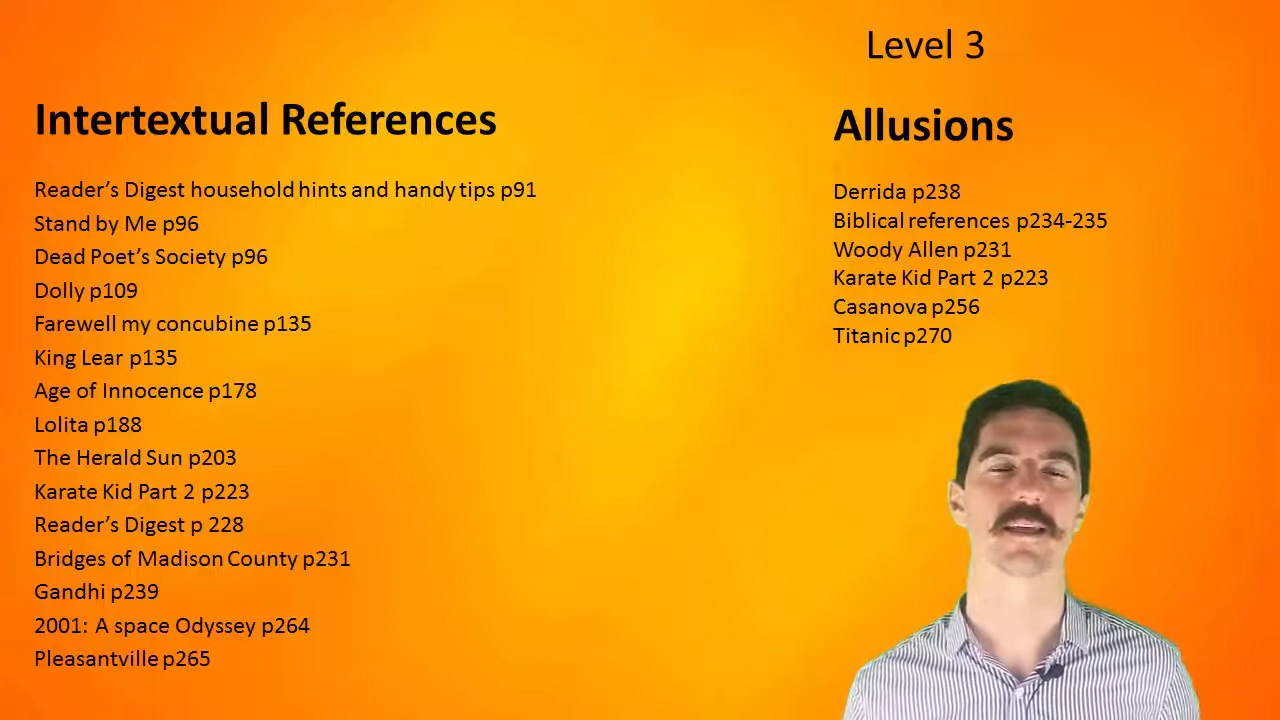 Level 3
Intertextual References
Reader’s Digest household hints and handy tips p91
Stand by Me p96
Dead Poet’s Society p96
Dolly p109
Farewell my concubine p135
King Lear p135
Age of Innocence p178
Lolita p188
The Herald Sun p203
Karate Kid Part 2 p223
Reader’s Digest p 228
Bridges of Madison County p231
Gandhi p239
2001: A space Odyssey p264
Pleasantville p265
Allusions
Derrida p238
Biblical references p234-235
Woody Allen p231
Karate Kid Part 2 p223
Casanova p256
Titanic p270